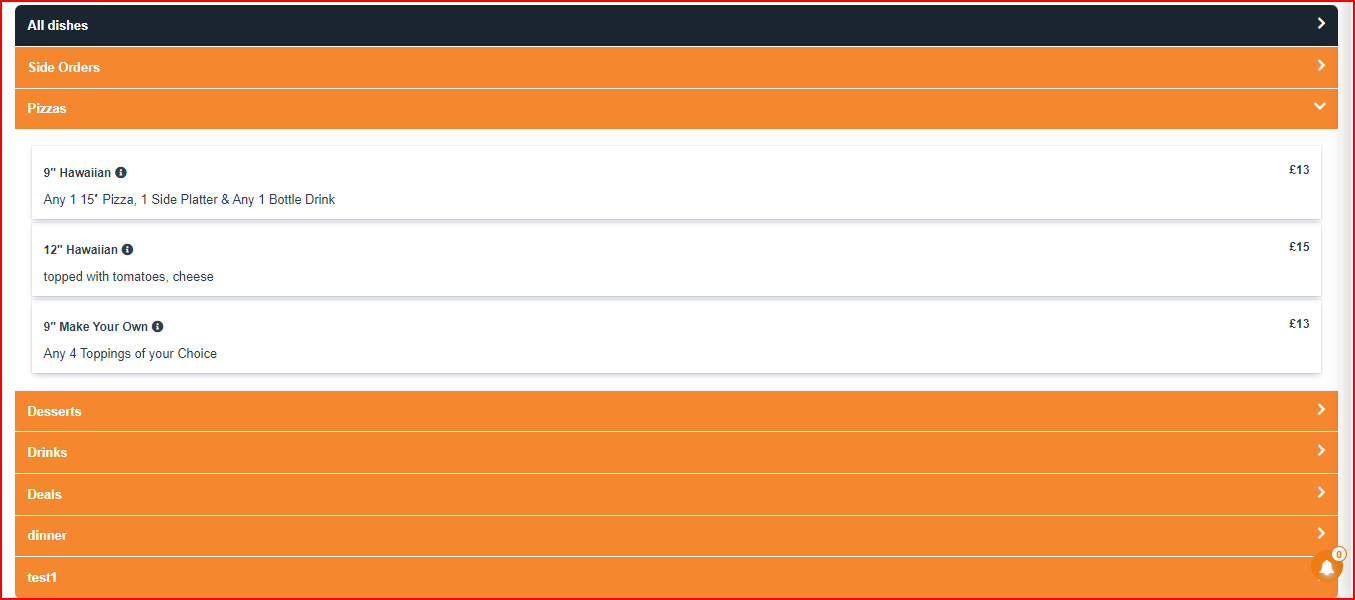 All dishes
Side Orders
Pizzas
9" Hawaiian
£13
Any 1 15" Pizza, 1 Side Platter & Any 1 Bottle Drink
12" Hawaiian
£15
topped with tomatoes, cheese
9" Make Your Own
£13
Any 4 Toppings of your Choice
Desserts
Drinks
Deals
dinner
0
test1